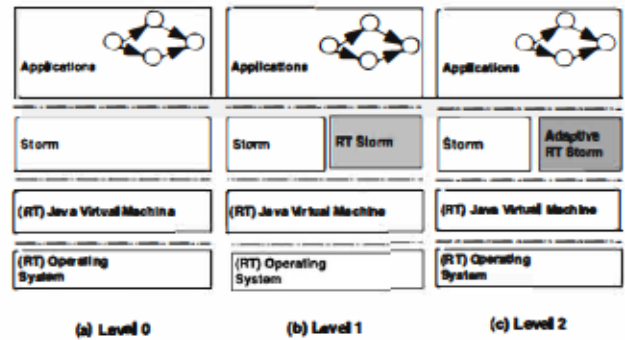 Applications
Applications
Applications
Storm
Storm
RT Storm
Storm
Adaptive
RT Storm
(RT) Java Virtual Machine
(RT) Java Virtual Machine
(RT) Java Virtual Machine
(RT) Operating
System
(RT) Operating
System
(RT) Operating
System
(a) Level 0
(b) Level 1
(c) Level 2